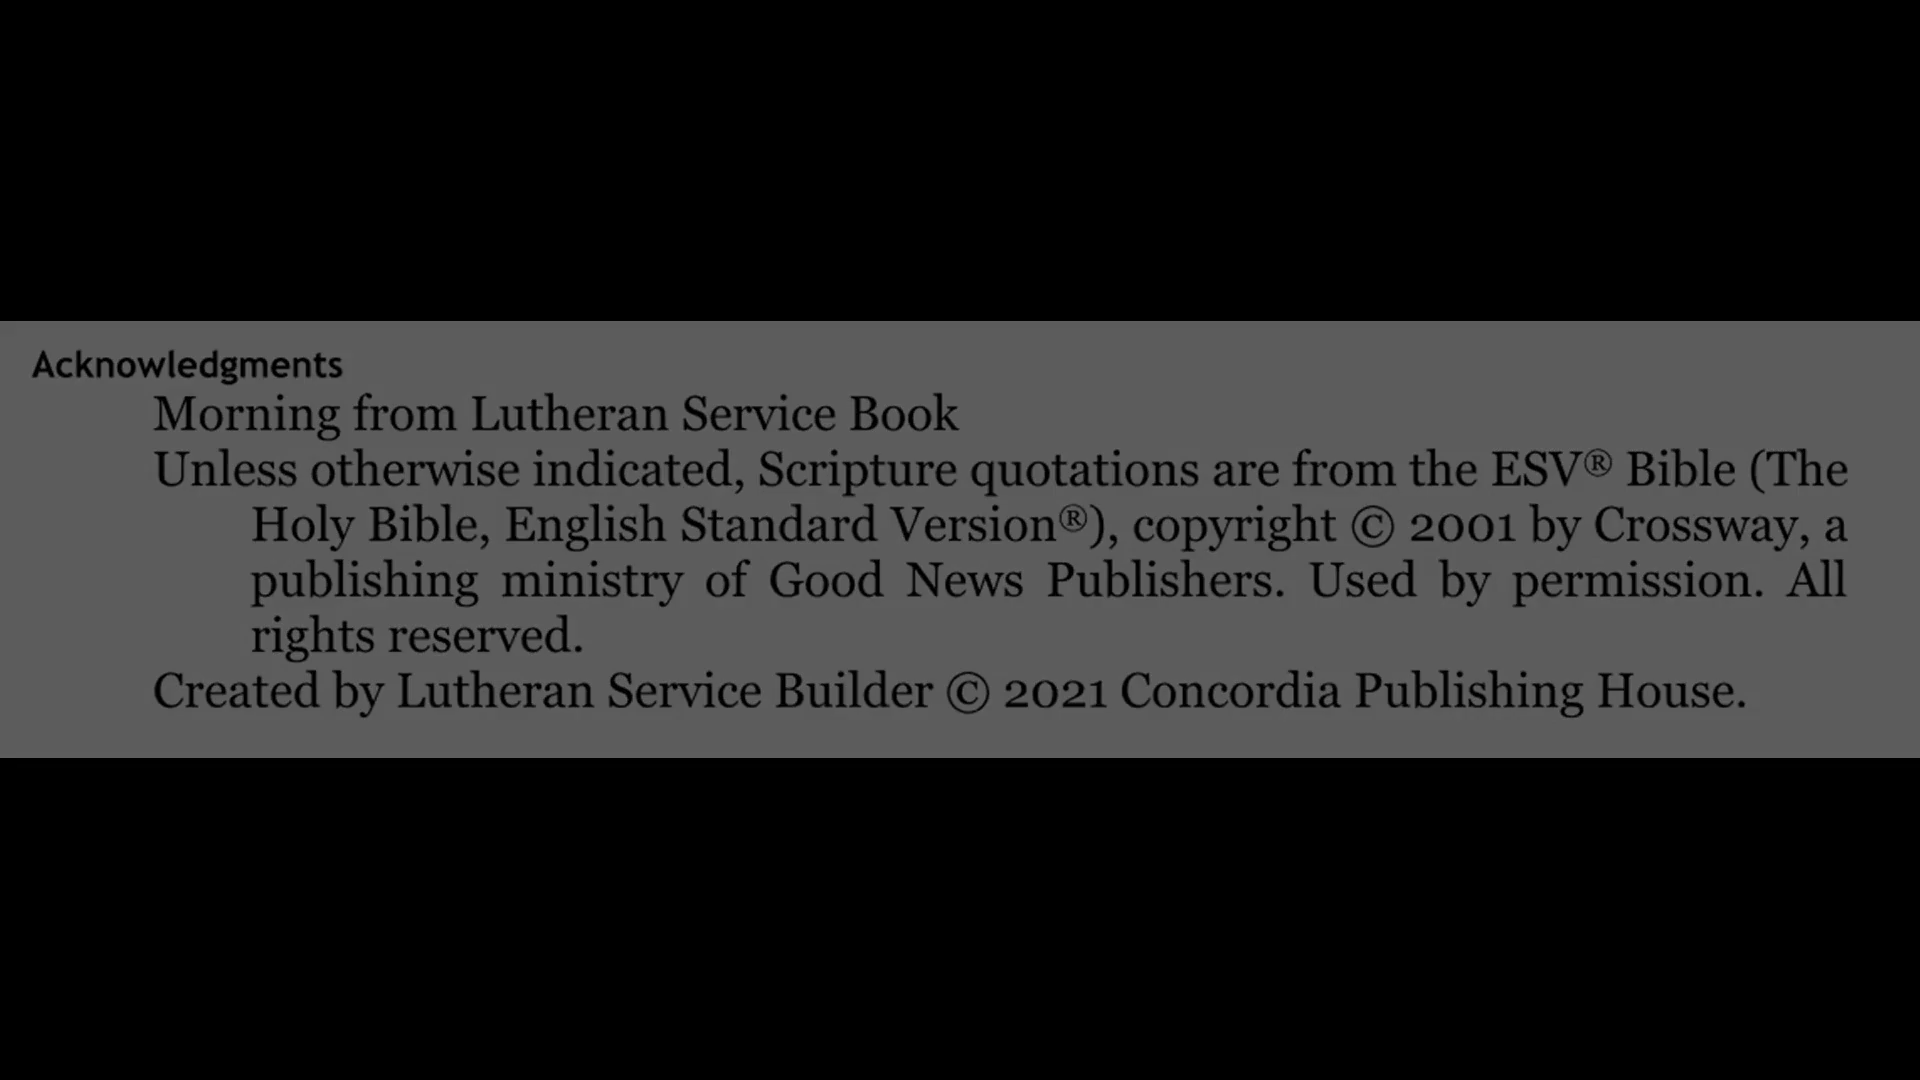 Acknowledgments
Morning from Lutheran Service Book
Unless otherwise indicated, Scripture quotations are from the ESV® Bible (The
Holy Bible, English Standard Version®), copyright © 2001 by Crossway, a
publishing ministry of Good News Publishers. Used by permission. All
rights reserved.
Created by Lutheran Service Builder © 2021 Concordia Publishing House.